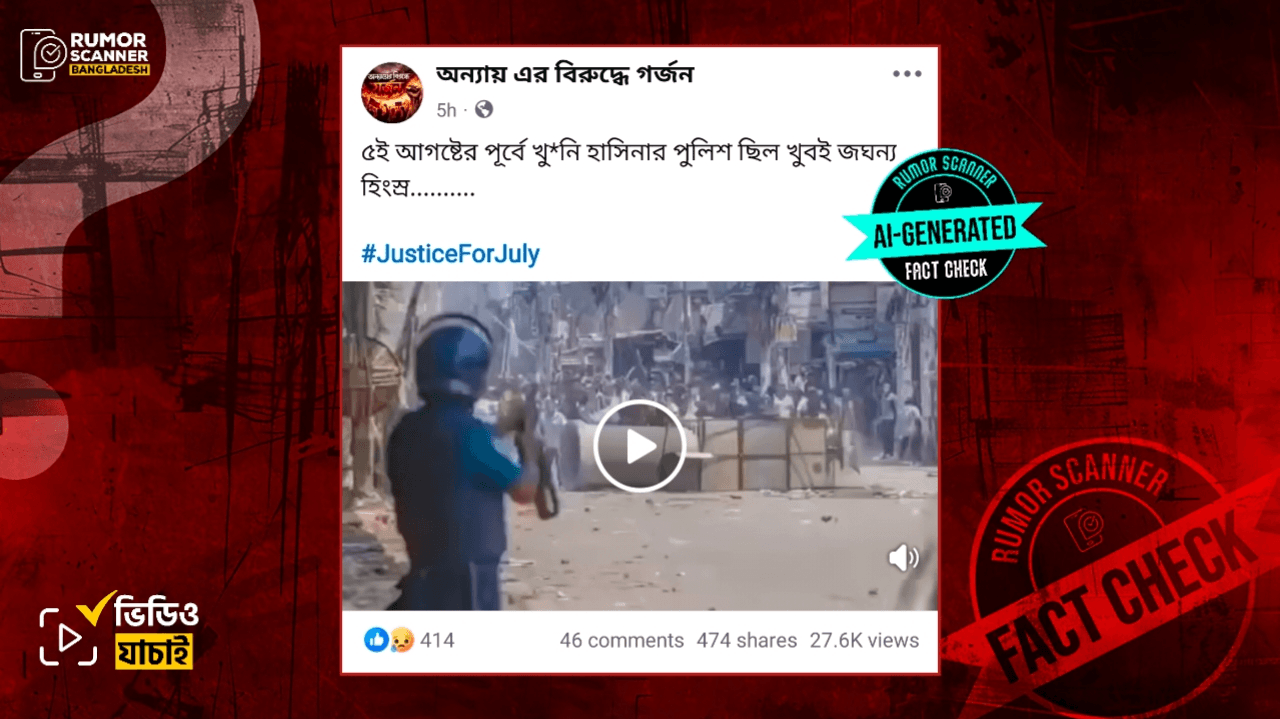 RUMOR
SCANNER
BANGLADESH
অন্যায় এর বিরুদ্ধে গর্জন
5h
৫ই আগষ্টের পূর্বে খু*নি হাসিনার পুলিশ ছিল খুবই জঘন্য
হিংস্র..........
#JusticeForJuly
RUMOR SCANNER
AI-GENERATED
FACT CHECK
414
46 comments 474 shares 27.6K views
ভিডিও
যাচাই
RUMOR SCANNER
FACT CHECK